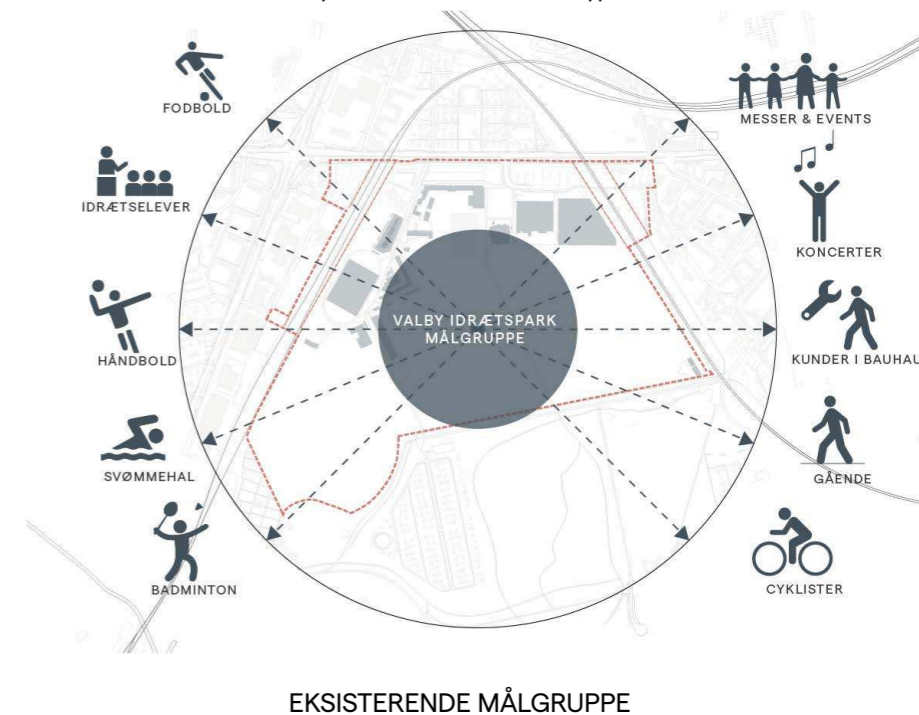 FODBOLD
IDRÆTSELEVER
HÅNDBOLD
SVØMMEHAL
BADMINTON
VALBY IDRÆTSPARK
MÅLGRUPPE
MESSER & EVENTS
KONCERTER
KUNDER I BAUHAU
GÅENDE
CYKLISTER
EKSISTERENDE MÅLGRUPPE